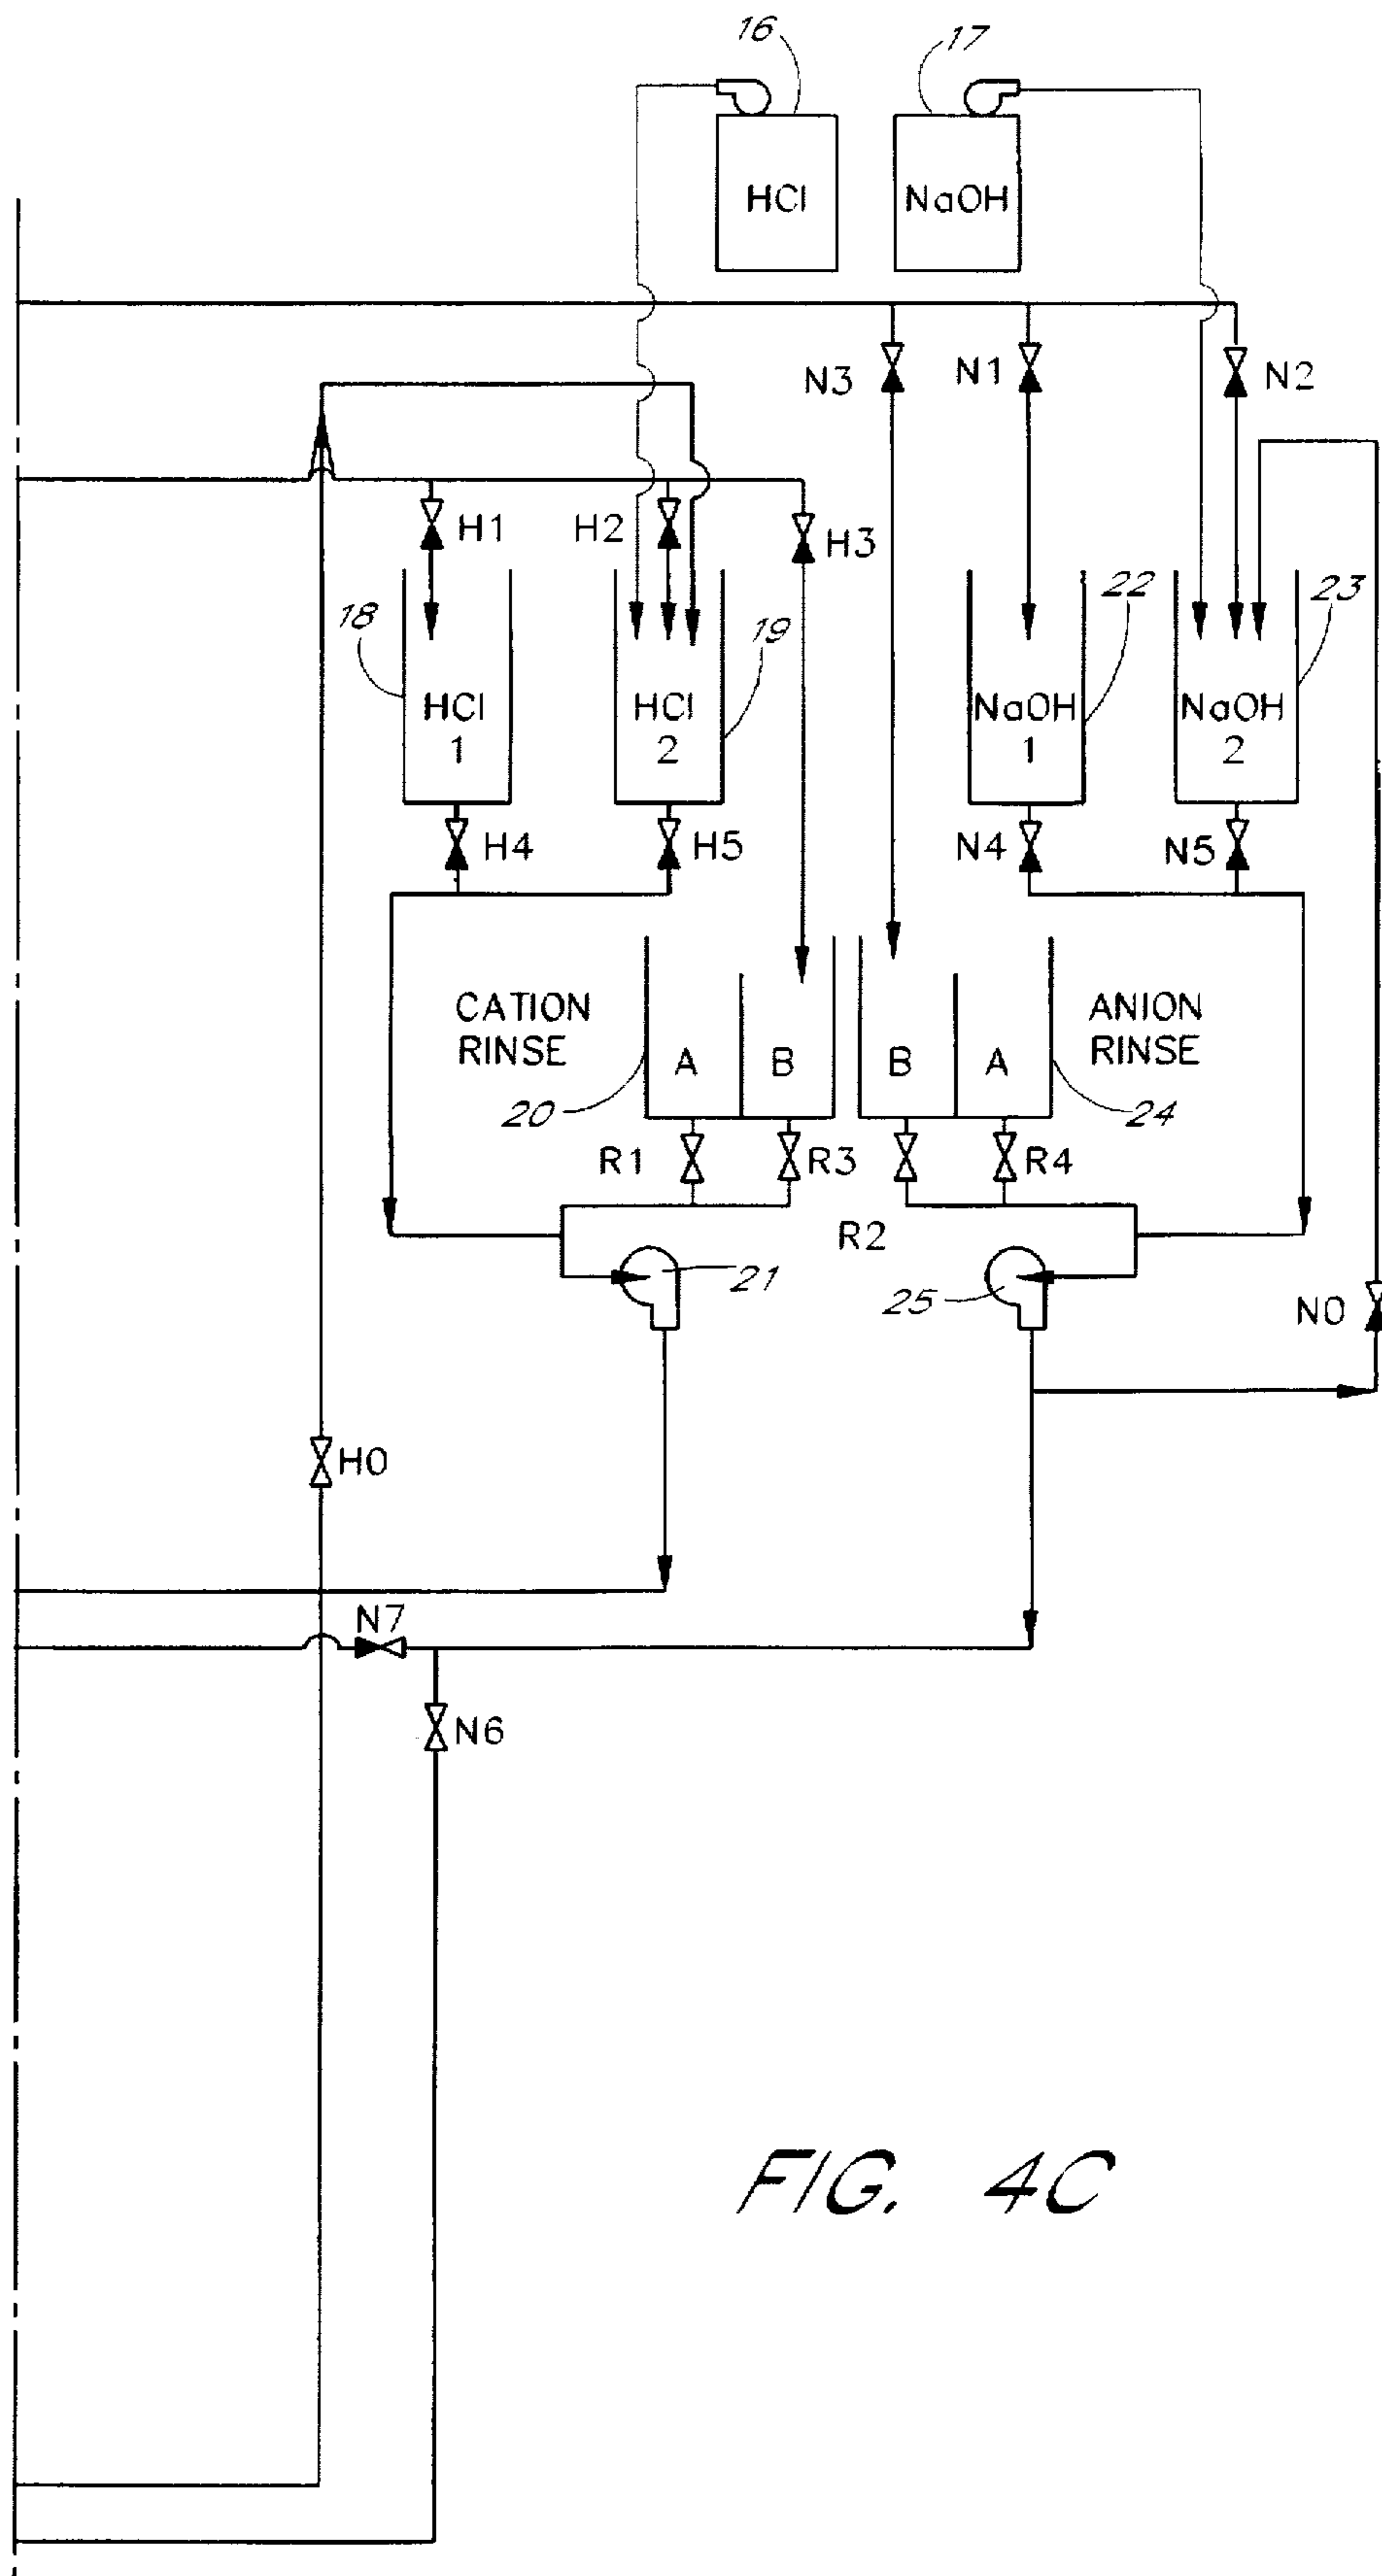 16
17
HCl
NaOH
N3
N1
N2
H1
H2
H3
18
19
22
23
HCl
1
HCl
2
NaOH
1
NaOH
2
H4
H5
N4
N5
CATION
RINSE
A
B
B
A
ANION
RINSE
20
24
R1
R3
R4
R2
21
25
N0
H0
N7
N6
FIG. 4C